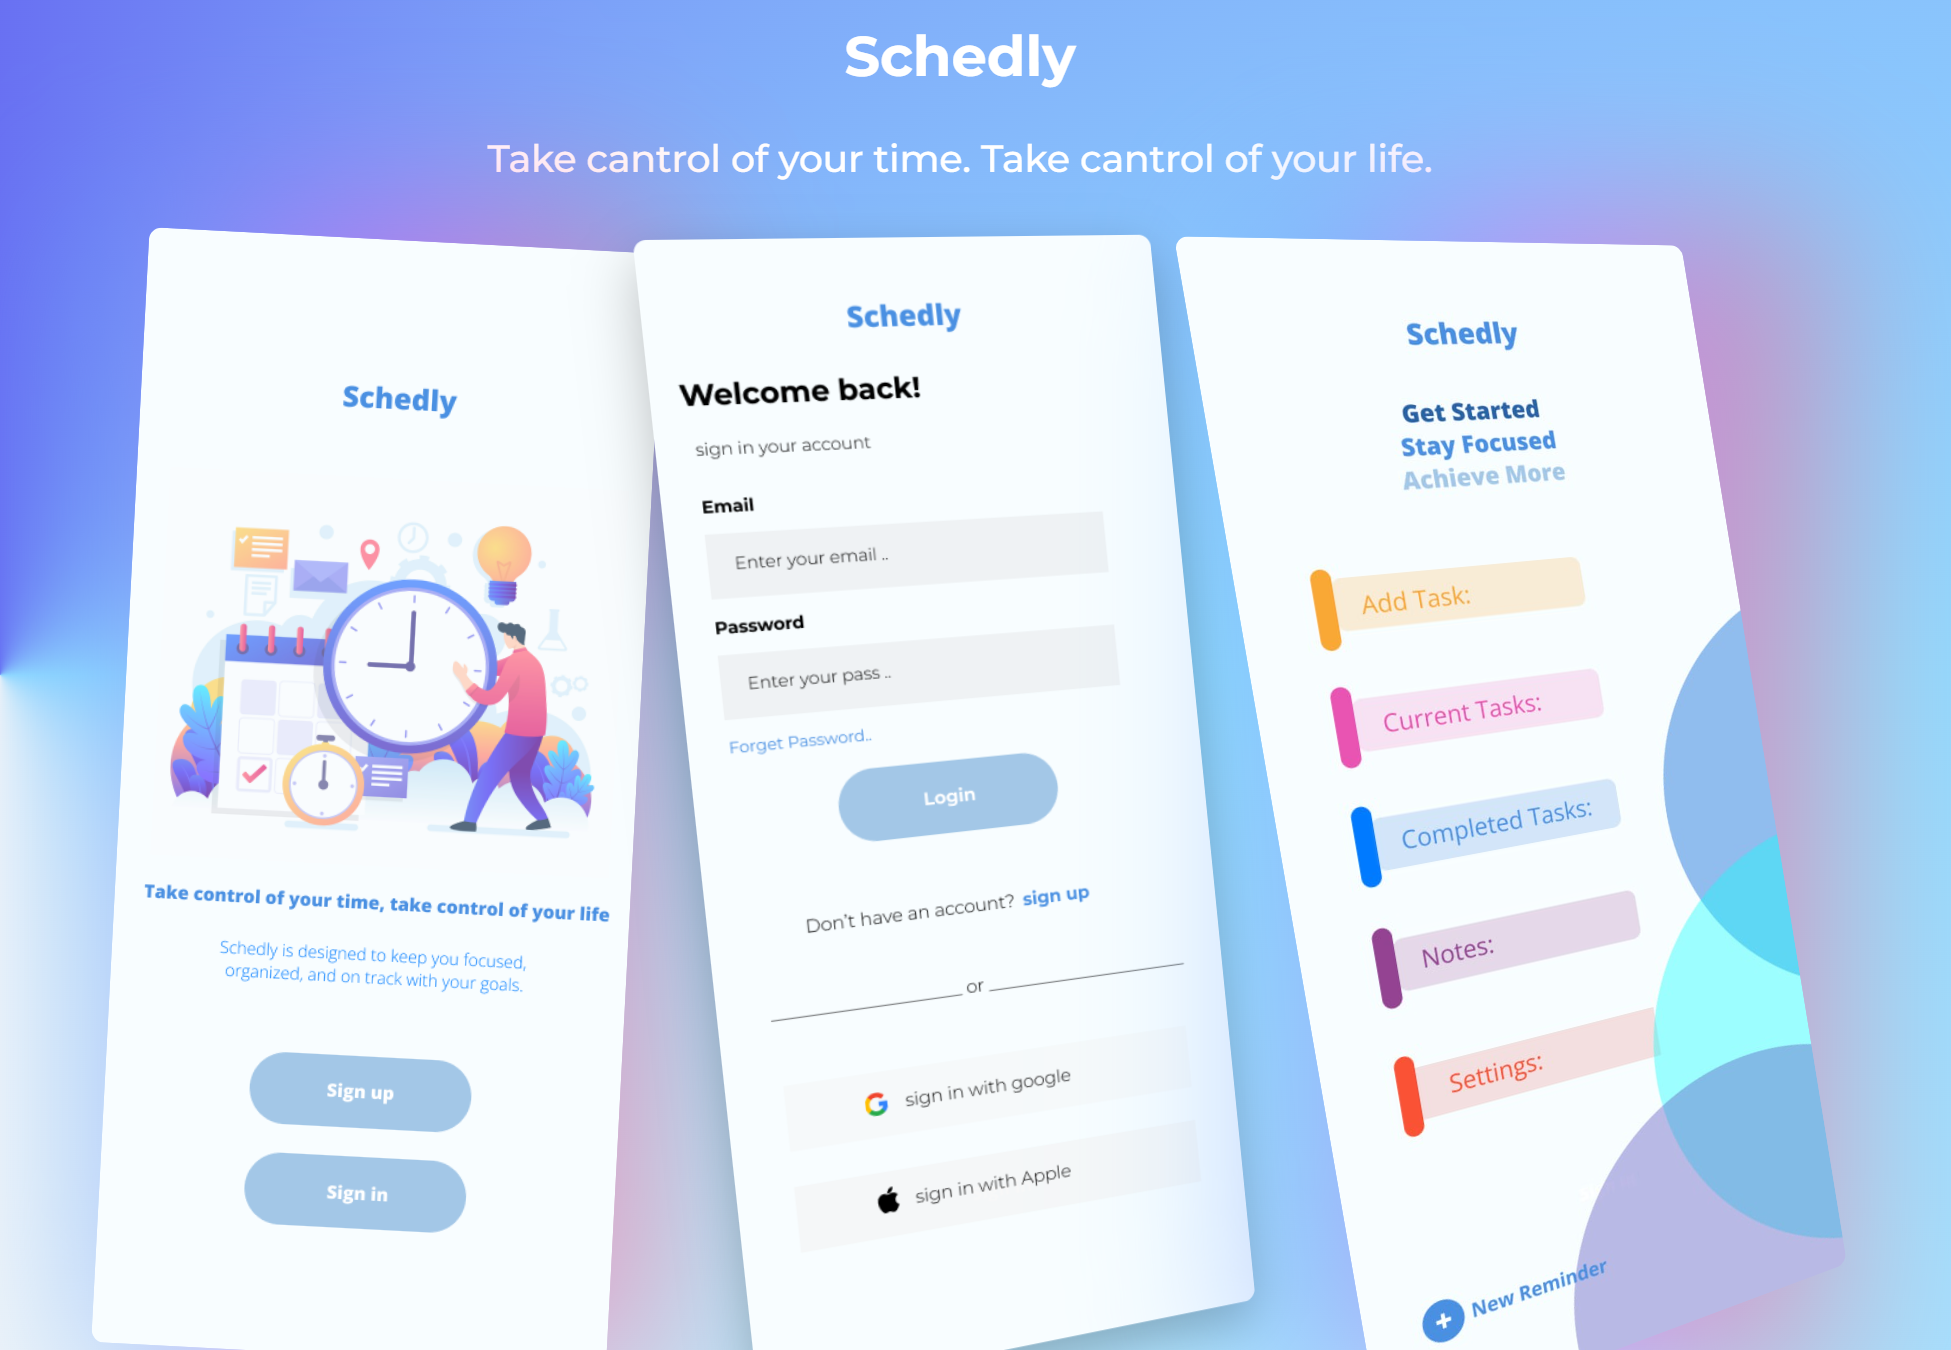 Schedly
Take cantrol of your time. Take cantrol of your life.
Schedly
Take control of your time, take control of your life
Schedly is designed to keep you focused,
organized, and on track with your goals.
Sign up
Sign in
Schedly
Welcome back!
sign in your account
Email
Enter your email ..
Password
Enter your pass ..
Forget Password..
Login
Don't have an account? sign up
or
sign in with google
sign in with Apple
Schedly
Get Started
Stay Focused
Achieve More
Add Task:
Current Tasks:
Completed Tasks:
Notes:
Settings:
New Reminder